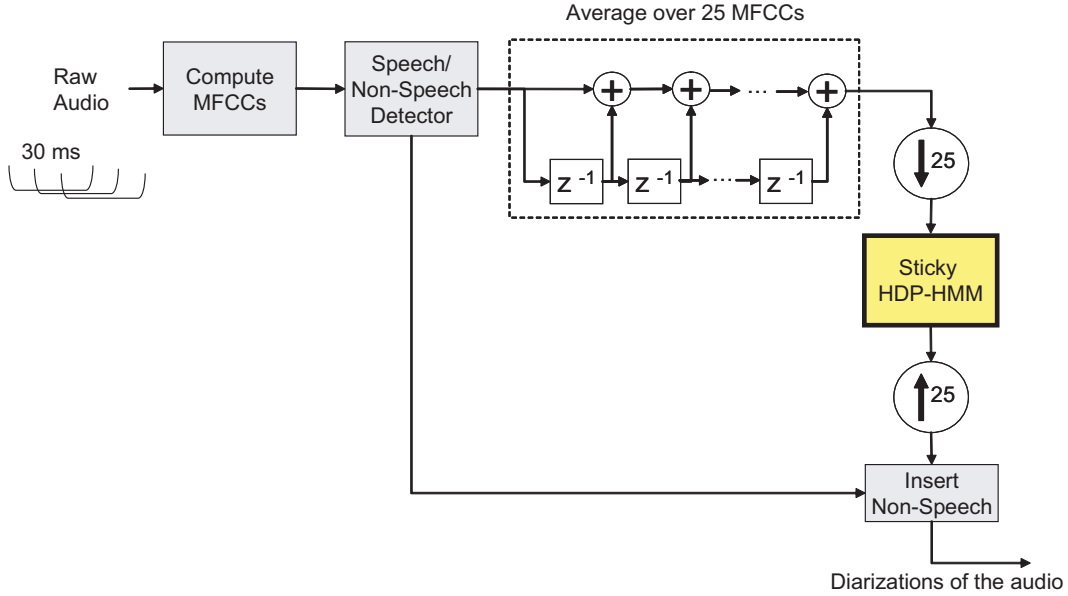 Average over 25 MFCCs
Raw
Audio
Compute
MFCCs
Speech/
Non-Speech
Detector
+
+
...
+
30 ms
z -1
z -1
...
z -1
25
Sticky
HDP-HMM
25
Insert
Non-Speech
Diarizations of the audio